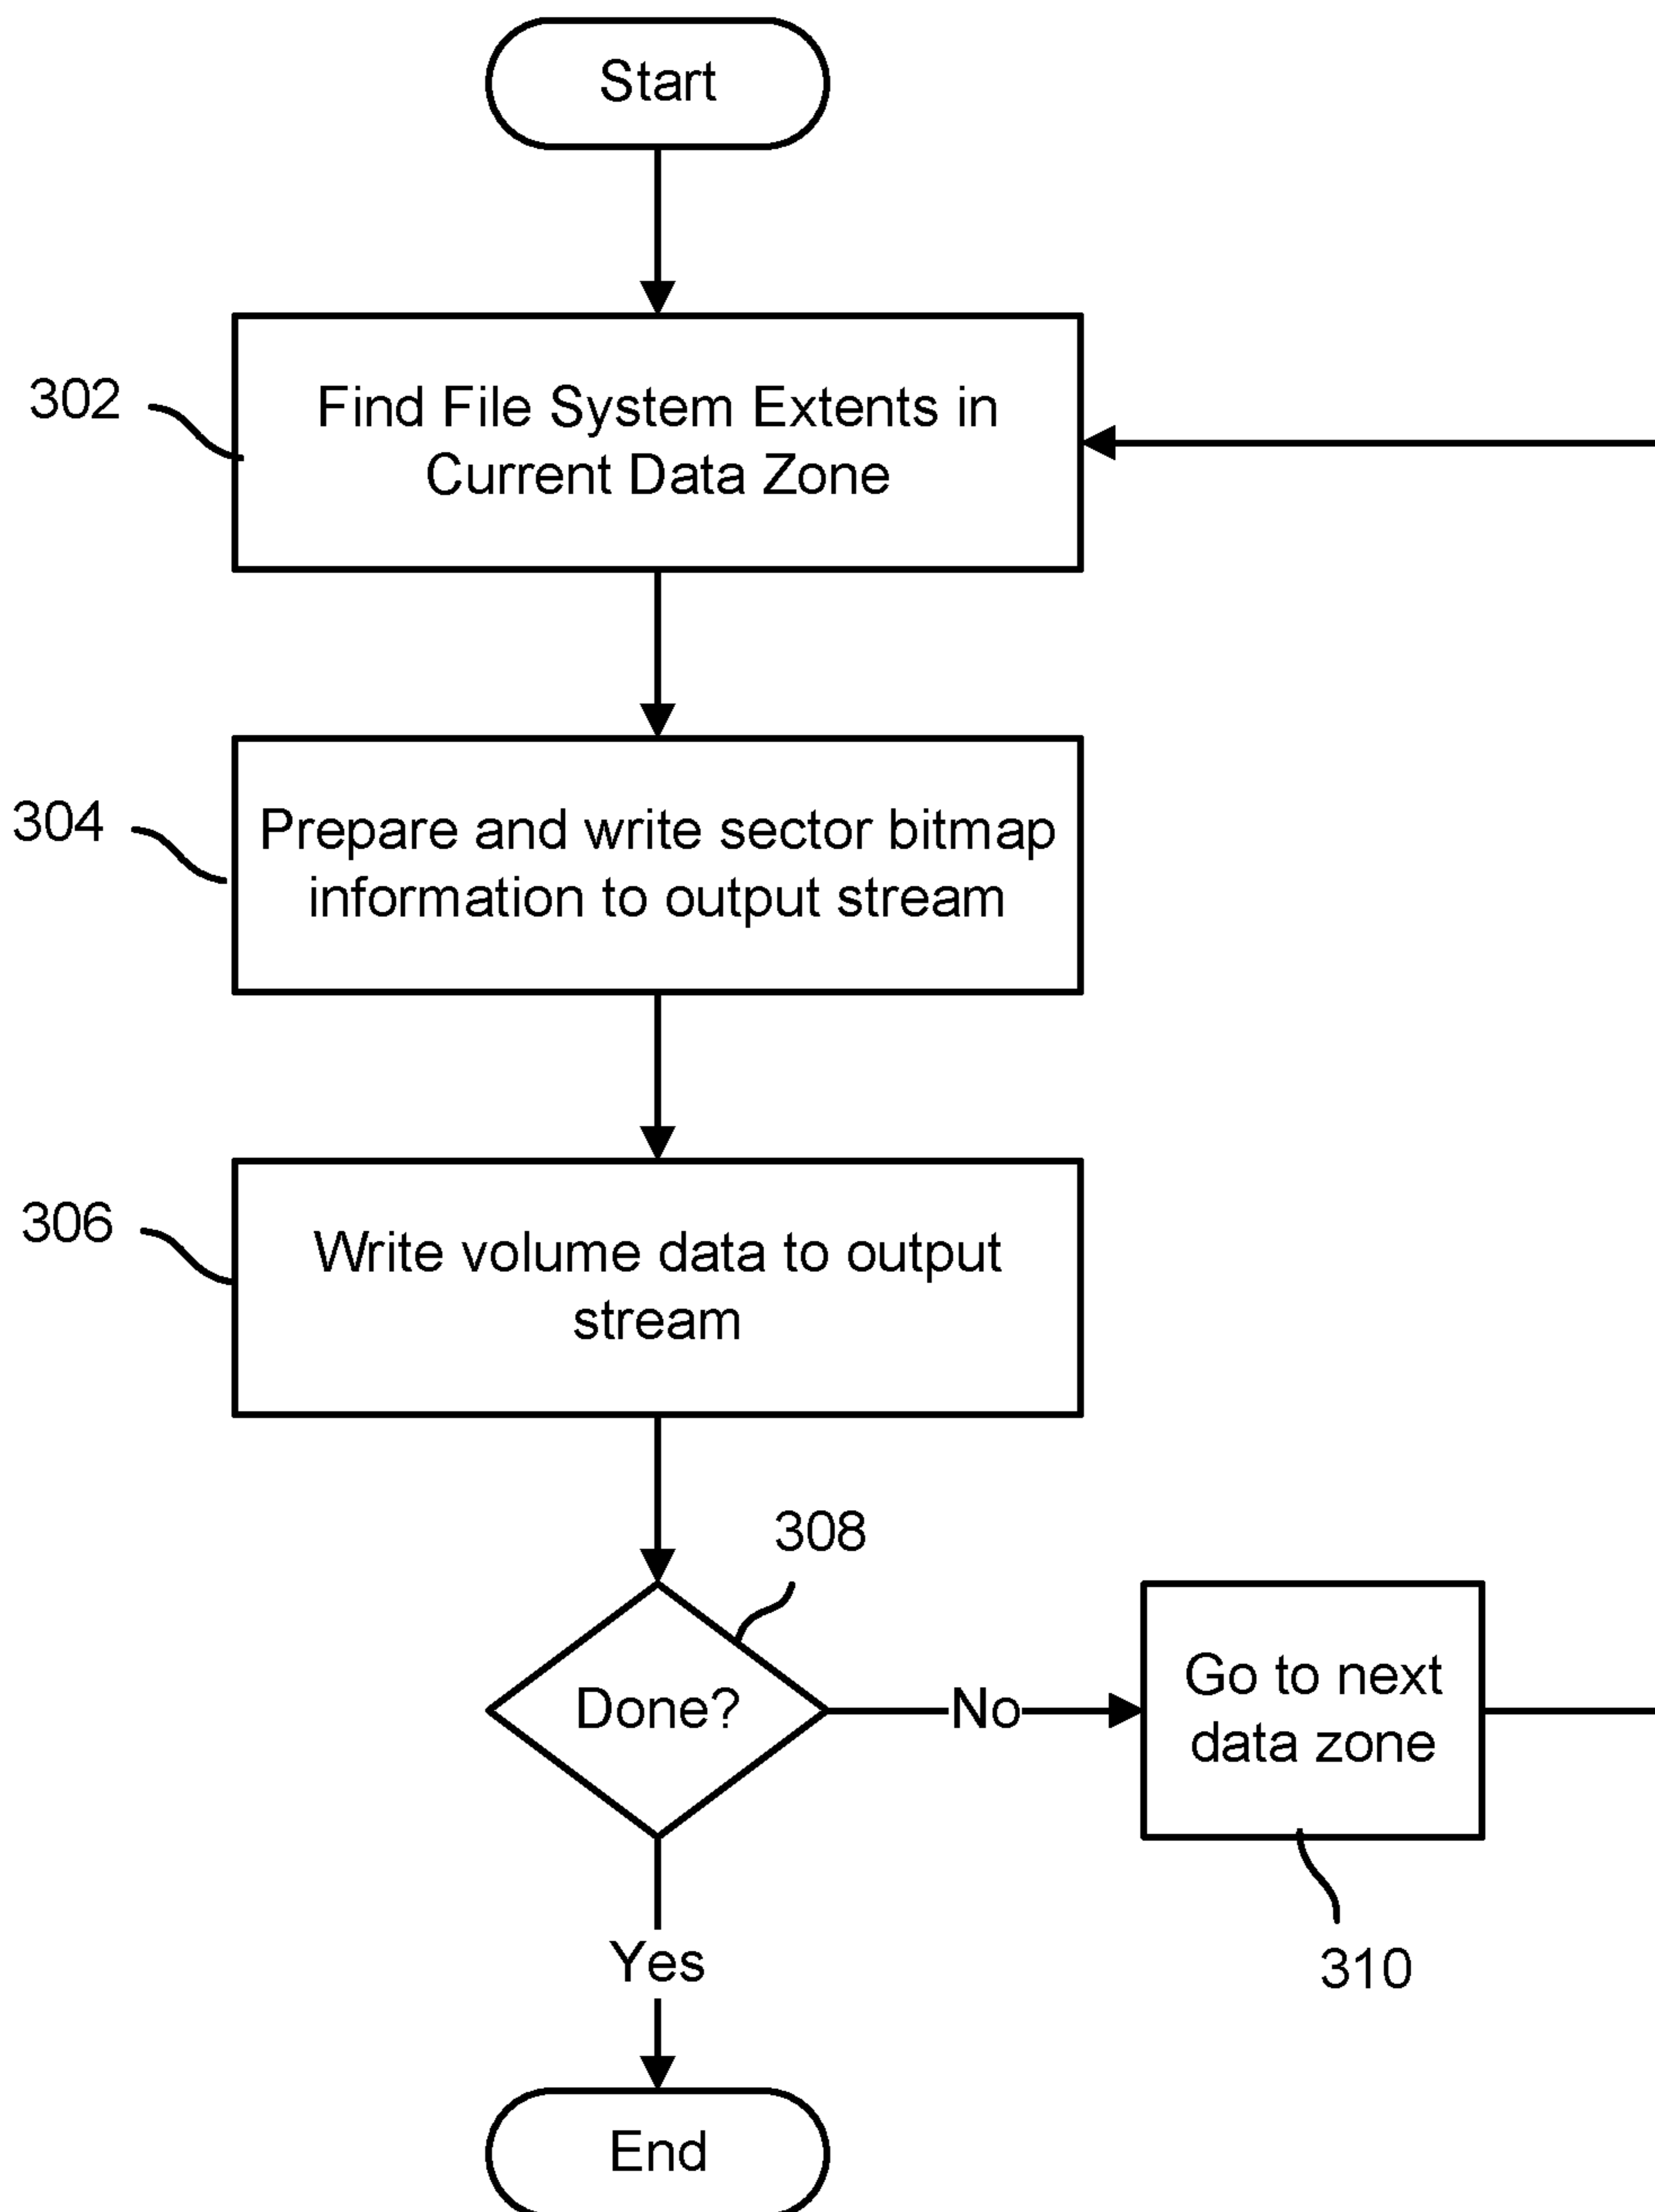 Start
302
Find File System Extents in
Current Data Zone
304
Prepare and write sector bitmap
information to output stream
306
Write volume data to output
stream
308
Done?
No
Go to next
data zone
310
Yes
End